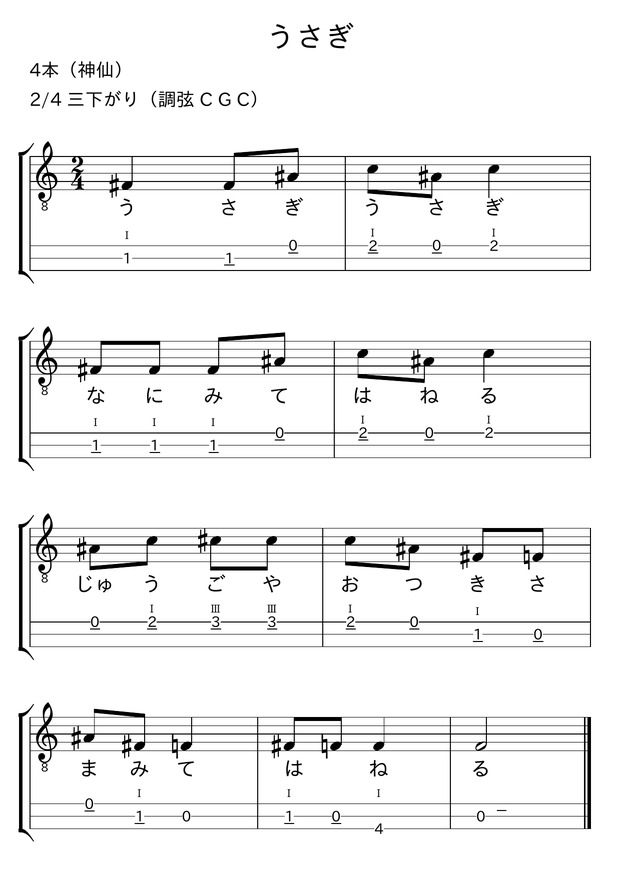 うさぎ
4本（神仙）
2/4 三下がり（調弦 C G C）
2
4
8
う さ ぎ う さ ぎ
I I I
0 2 0 2
1 1
8
な に み て は ね る
I I I I I
0 2 0 2
1 1 1
8
じゅ う ご や お つ き さ
I III III I I
0 2 3 3 2 0
1 0
8
ま み て は ね る
I I I
0
1 0 1 0 0 −
4